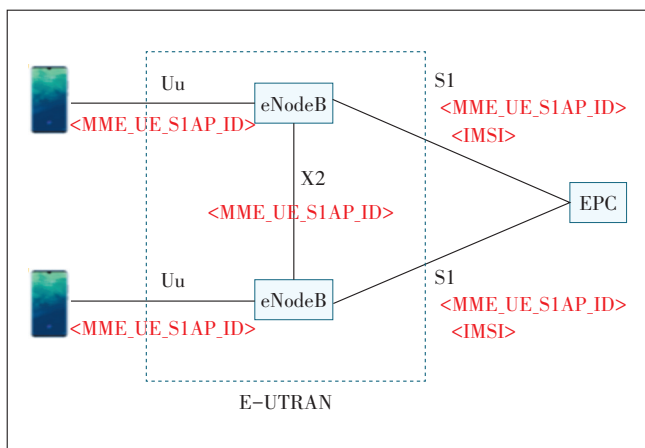 Uu
eNodeB
S1
<MME_UE_S1AP_ID>
<MME_UE_S1AP_ID>
<IMSI>
X2
<MME_UE_S1AP_ID>
EPC
Uu
eNodeB
S1
<MME_UE_S1AP_ID>
<MME_UE_S1AP_ID>
<IMSI>
E-UTRAN